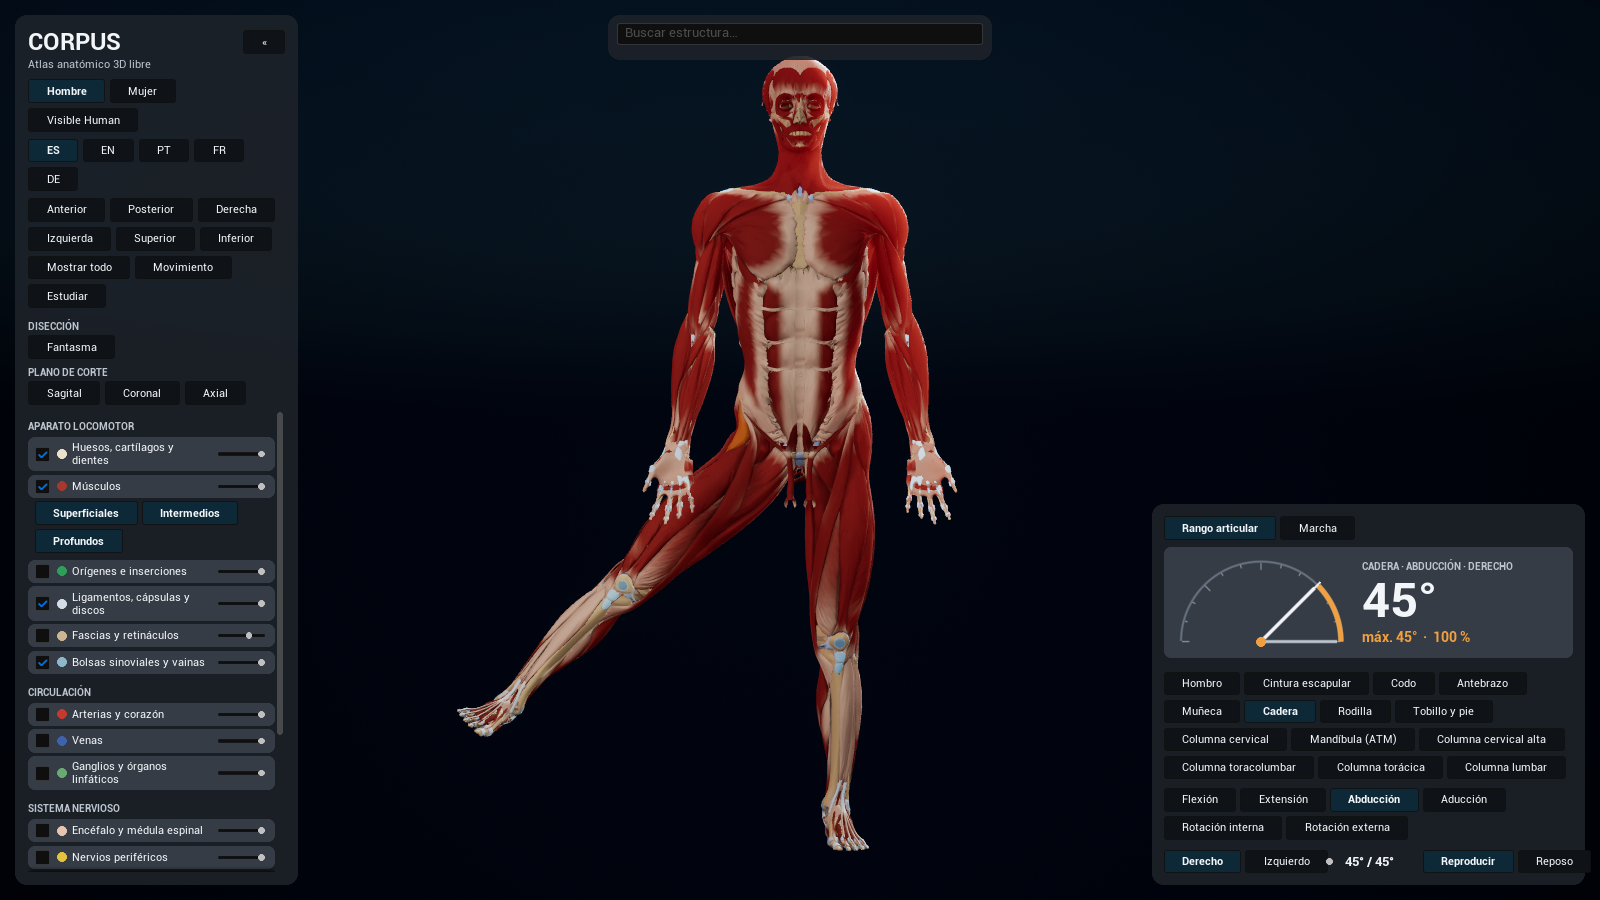 CORPUS
«
Atlas anatómico 3D libre
Hombre Mujer
Visible Human
ES EN PT FR
DE
Anterior Posterior Derecha
Izquierda Superior Inferior
Mostrar todo Movimiento
Estudiar
DISECCIÓN
Fantasma
PLANO DE CORTE
Sagital Coronal Axial
APARATO LOCOMOTOR
Huesos, cartílagos y
dientes
Músculos
Superficiales Intermedios
Profundos
Orígenes e inserciones
Ligamentos, cápsulas y
discos
Fascias y retináculos
Bolsas sinoviales y vainas
CIRCULACIÓN
Arterias y corazón
Venas
Ganglios y órganos
linfáticos
SISTEMA NERVIOSO
Encéfalo y médula espinal
Nervios periféricos
Buscar estructura...
Rango articular Marcha
CADERA · ABDUCCIÓN · DERECHO
45°
máx. 45° · 100 %
Hombro Cintura escapular Codo Antebrazo
Muñeca Cadera Rodilla Tobillo y pie
Columna cervical Mandíbula (ATM) Columna cervical alta
Columna toracolumbar Columna torácica Columna lumbar
Flexión Extensión Abducción Aducción
Rotación interna Rotación externa
Derecho Izquierdo 45° / 45° Reproducir Reposo